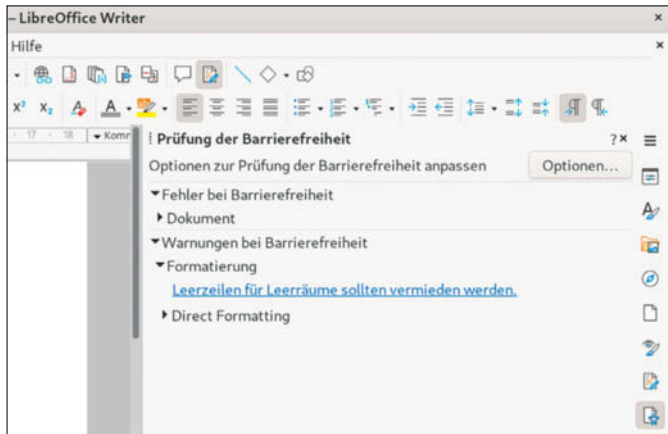 – LibreOffice Writer
Hilfe
x² x₂ A A
17 18 Komr
Prüfung der Barrierefreiheit ?
Optionen zur Prüfung der Barrierefreiheit anpassen Optionen...
Fehler bei Barrierefreiheit
Dokument
Warnungen bei Barrierefreiheit
Formatierung
Leerzeilen für Leerräume sollten vermieden werden.
Direct Formatting